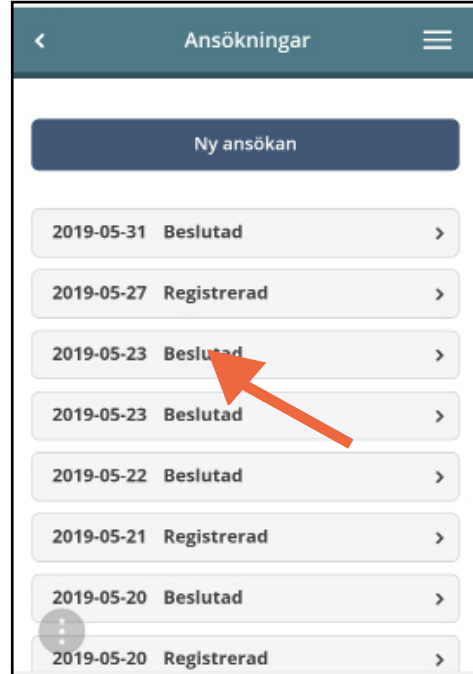 Ansökningar
Ny ansökan
2019-05-31 Beslutad
2019-05-27 Registrerad
2019-05-23 Beslutad
2019-05-23 Beslutad
2019-05-22 Beslutad
2019-05-21 Registrerad
2019-05-20 Beslutad
2019-05-20 Registrerad